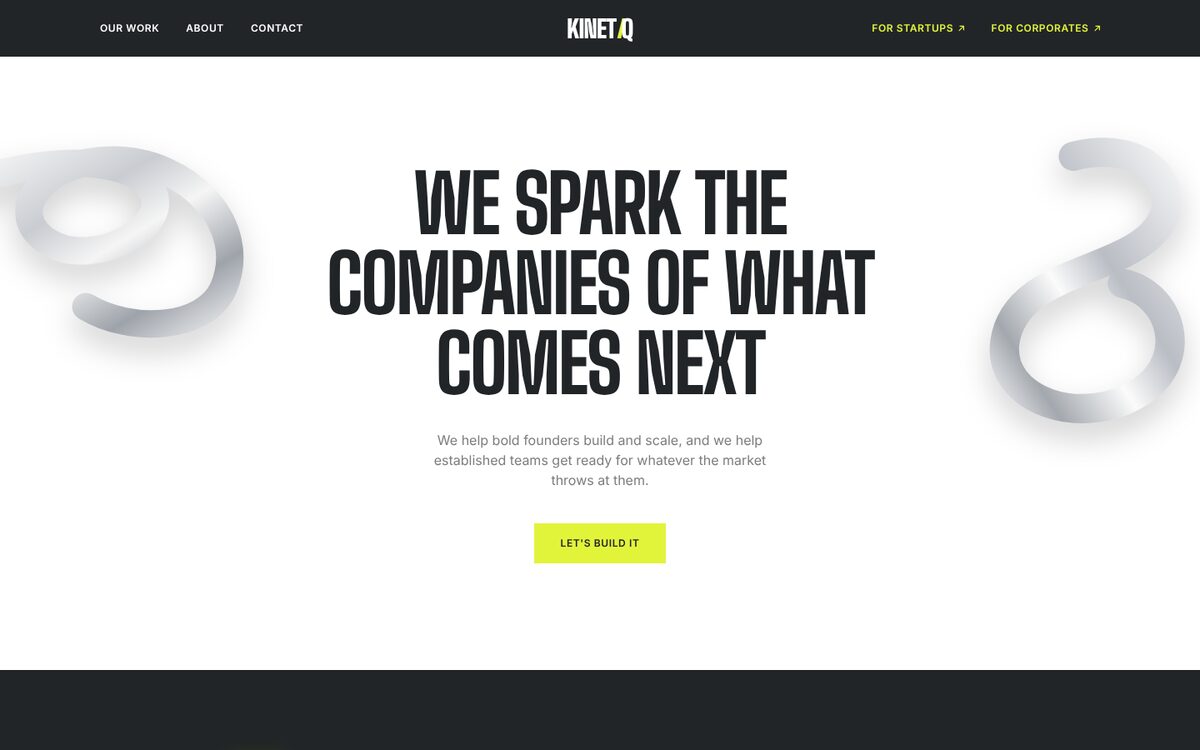 OUR WORK ABOUT CONTACT KINETIQ FOR STARTUPS ↗ FOR CORPORATES ↗
WE SPARK THE
COMPANIES OF WHAT
COMES NEXT
We help bold founders build and scale, and we help
established teams get ready for whatever the market
throws at them.
LET'S BUILD IT